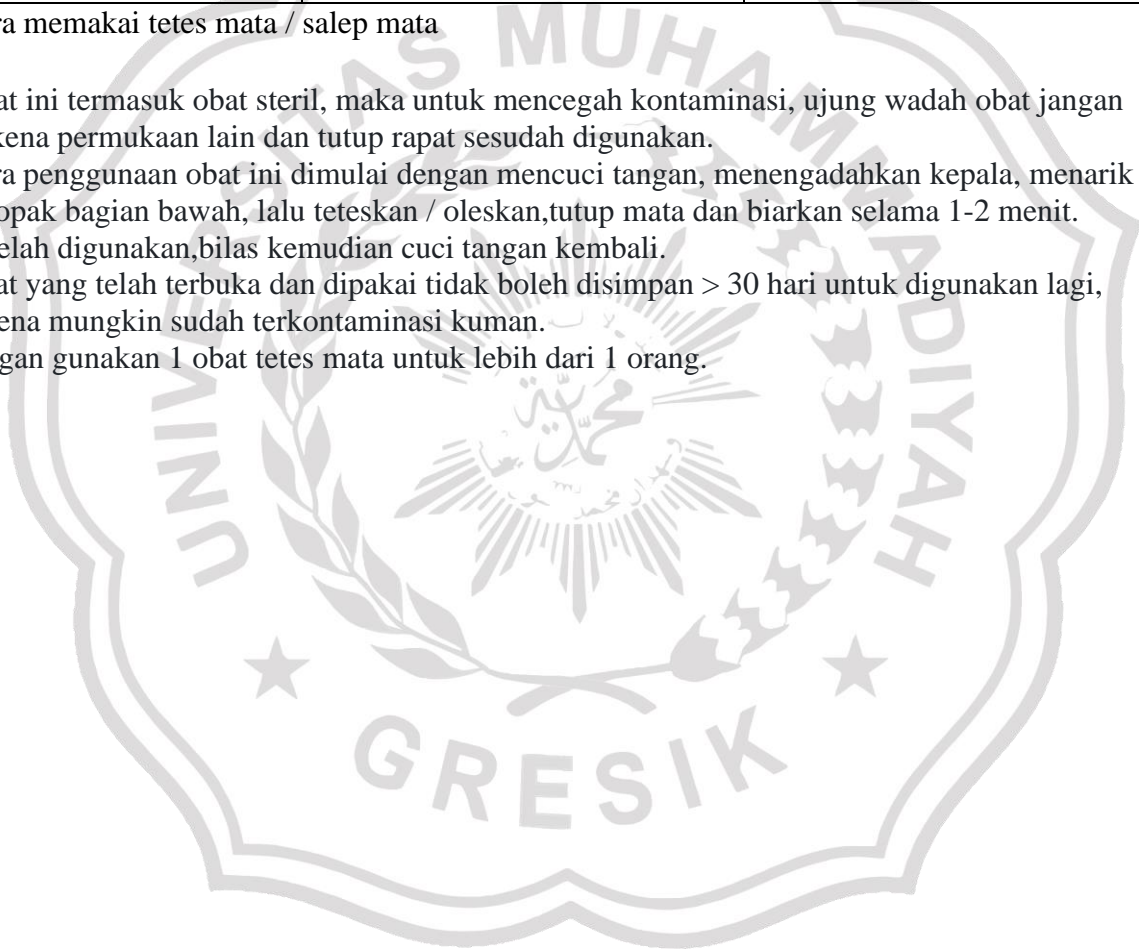 ra memakai tetes mata / salep mata
at ini termasuk obat steril, maka untuk mencegah kontaminasi, ujung wadah obat jangan
kena permukaan lain dan tutup rapat sesudah digunakan.
ra penggunaan obat ini dimulai dengan mencuci tangan, menengadahkan kepala, menarik
opak bagian bawah, lalu teteskan / oleskan,tutup mata dan biarkan selama 1-2 menit.
elah digunakan,bilas kemudian cuci tangan kembali.
at yang telah terbuka dan dipakai tidak boleh disimpan > 30 hari untuk digunakan lagi,
ena mungkin sudah terkontaminasi kuman.
gan gunakan 1 obat tetes mata untuk lebih dari 1 orang.
UNIVERSITAS MUHAMMADIYAH
محمد
GRESIK